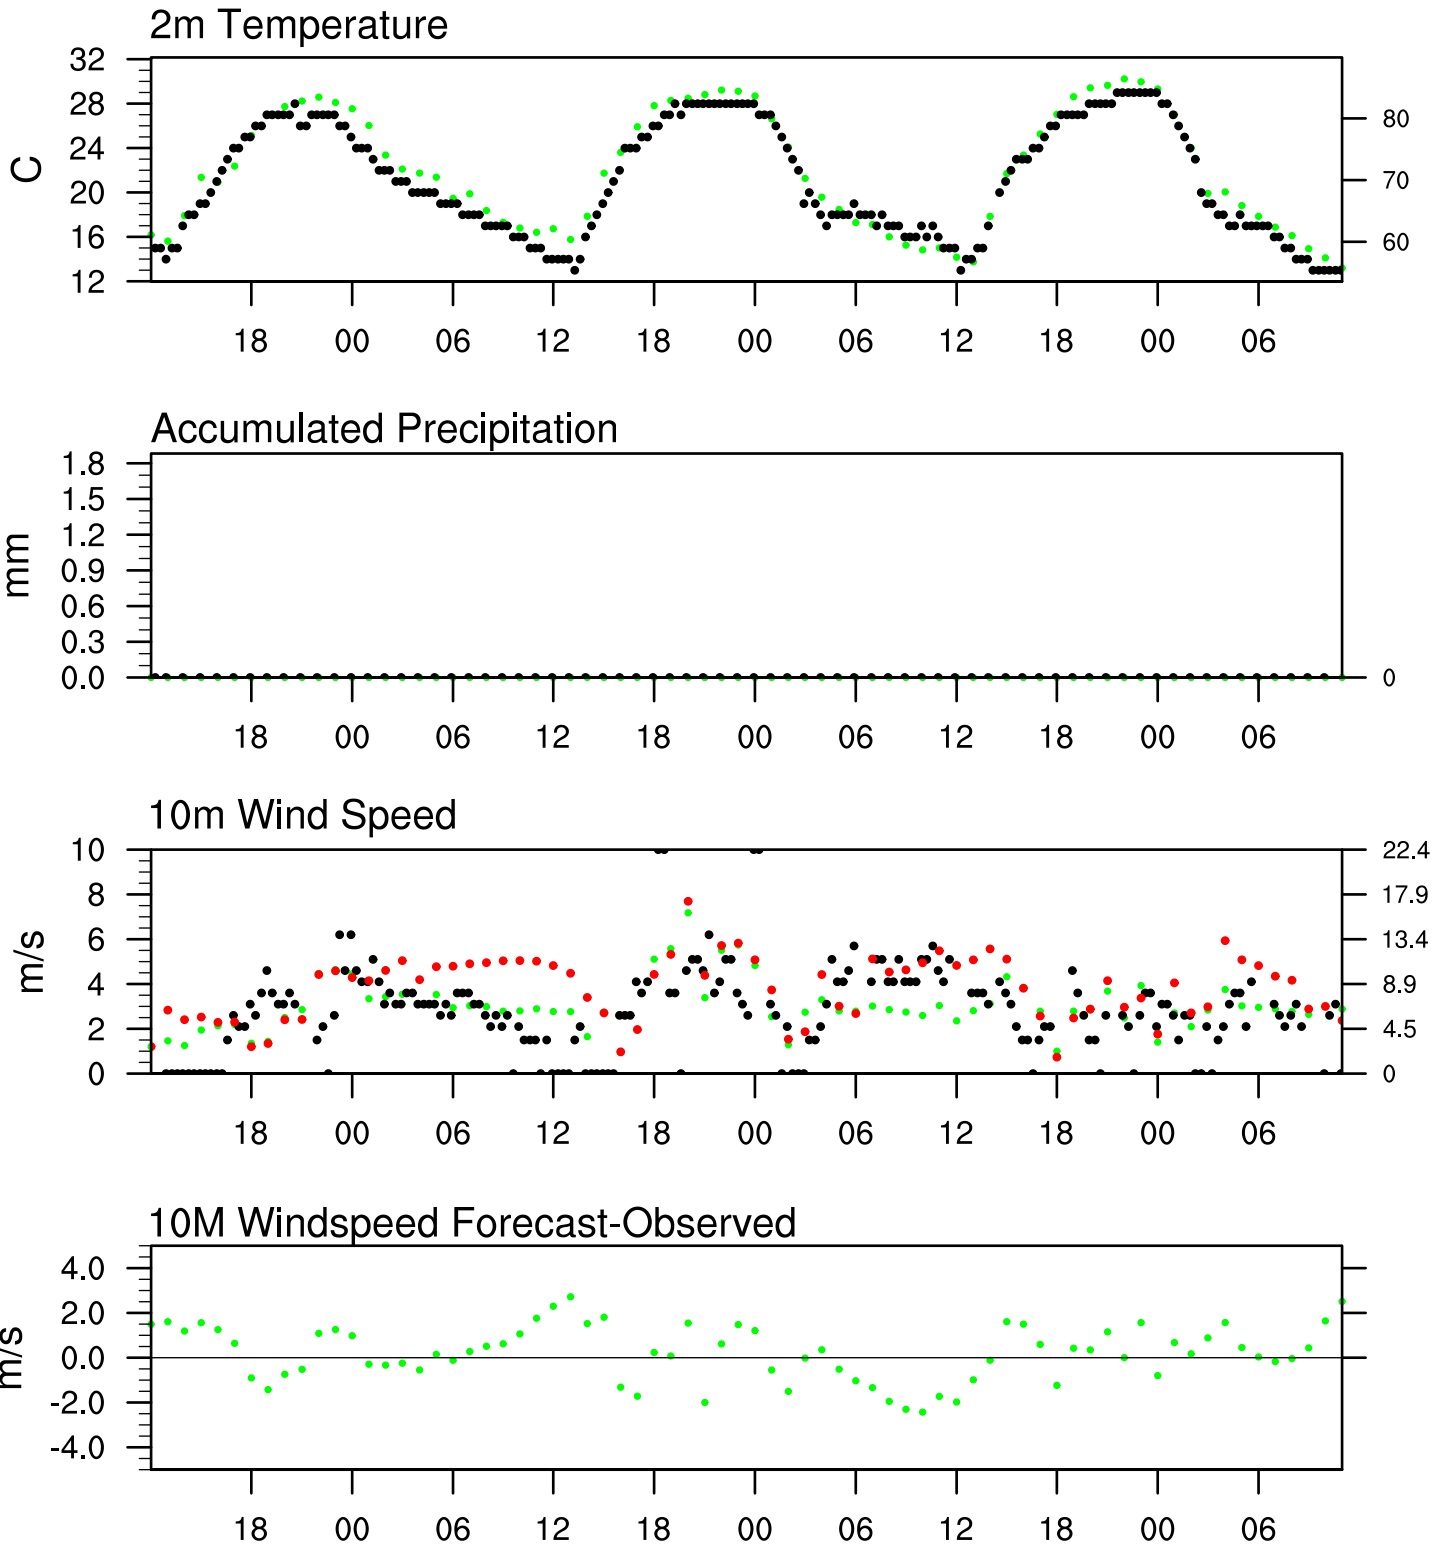 2m Temperature
32
28
24
20
16
12
C
80
70
60
18 00 06 12 18 00 06 12 18 00 06
Accumulated Precipitation
1.8
1.5
1.2
0.9
0.6
0.3
0.0
mm
0
18 00 06 12 18 00 06 12 18 00 06
10m Wind Speed
10
8
6
4
2
0
m/s
22.4
17.9
13.4
8.9
4.5
0
18 00 06 12 18 00 06 12 18 00 06
10M Windspeed Forecast-Observed
4.0
2.0
0.0
-2.0
-4.0
m/s
18 00 06 12 18 00 06 12 18 00 06